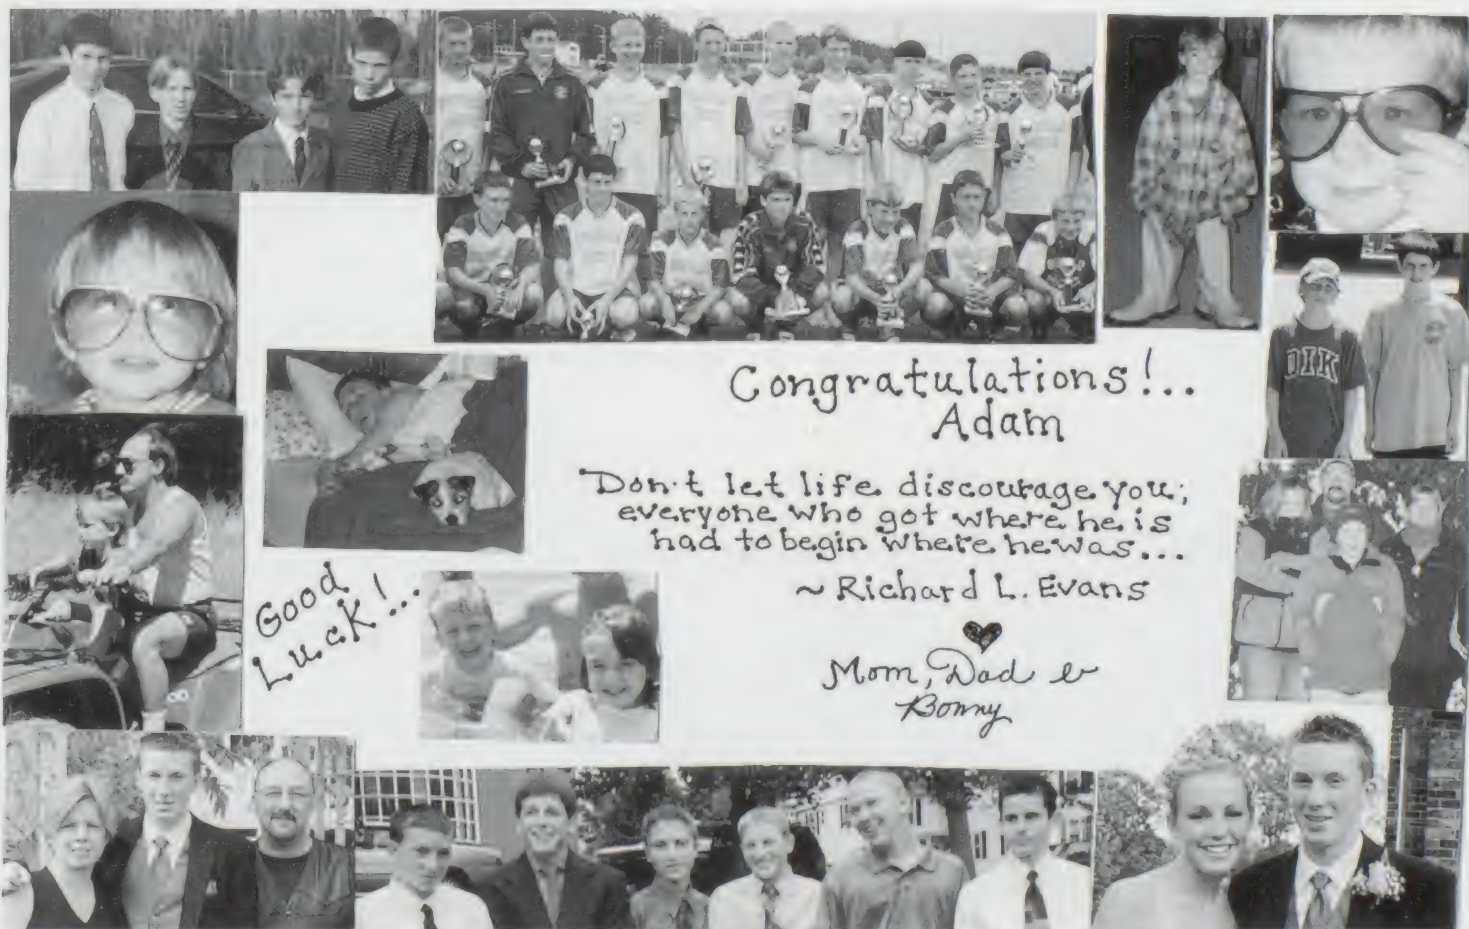 Congratulations!..
Adam
Don't let life discourage you;
everyone who got where he is
had to begin where he was...
~ Richard L. Evans
Mom, Dad &
Bonny
Good
Luck!...
DIK